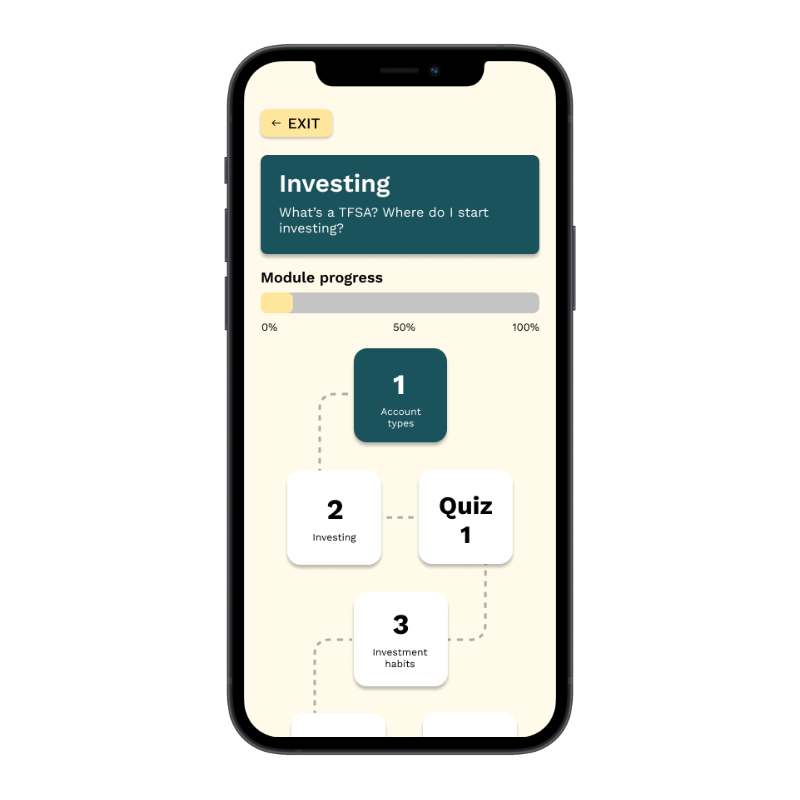 ← EXIT
Investing
What’s a TFSA? Where do I start
investing?
Module progress
0% 50% 100%
1
Account
types
2
Investing
Quiz
1
3
Investment
habits